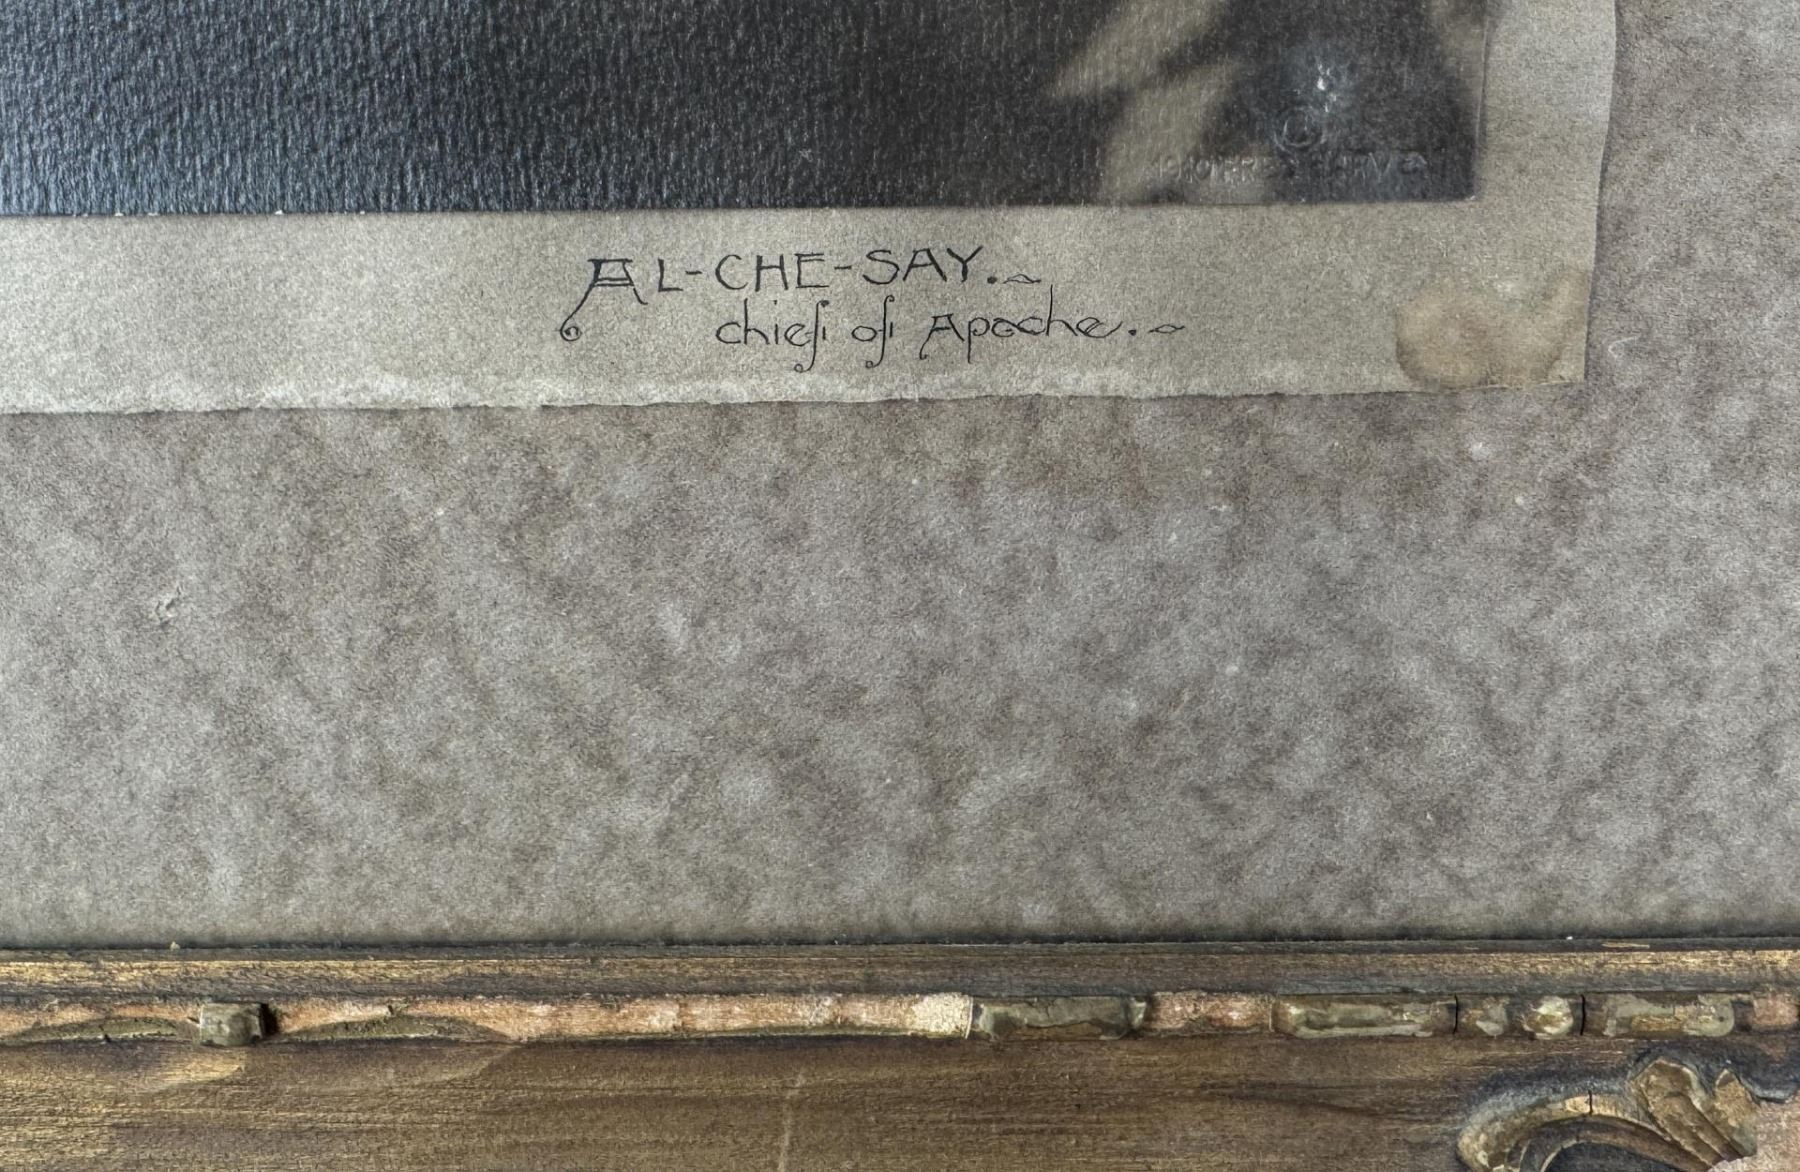 ©
AL-CHE-SAY.
chief of Apache.